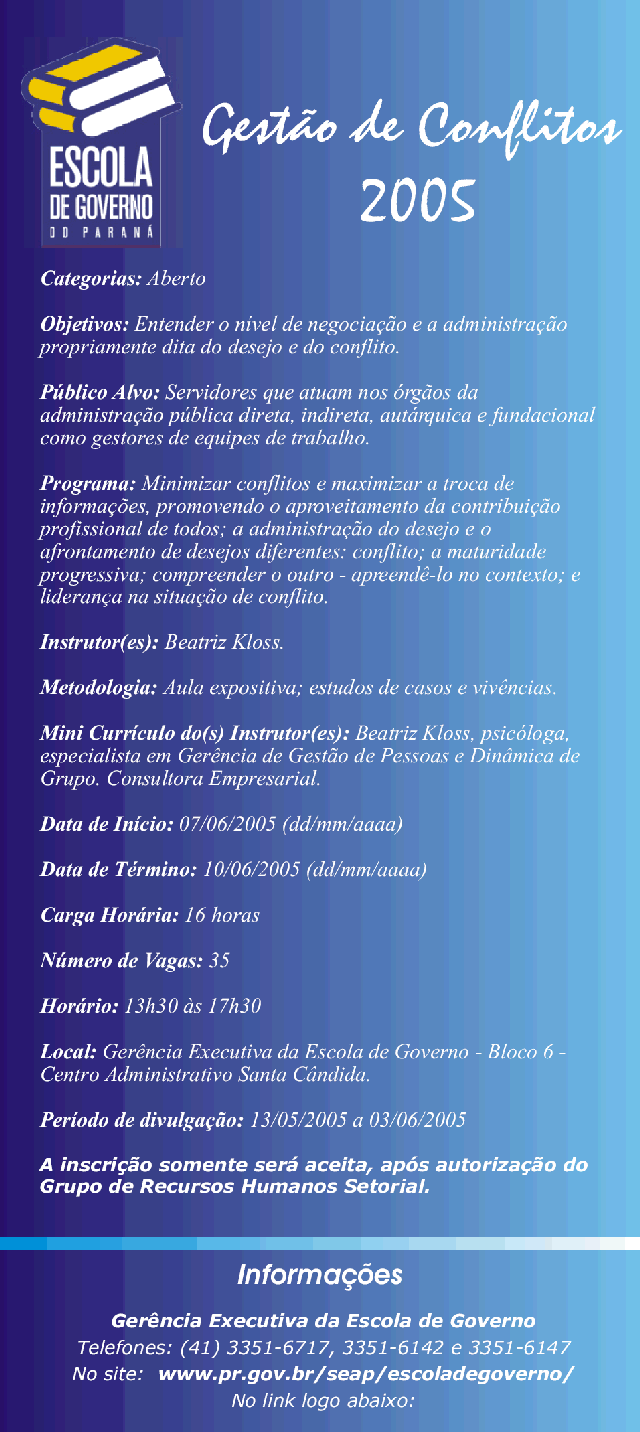 ESCOLA
DE GOVERNO
DO PARANÁ
Gestão de Conflitos
2005
Categorias: Aberto
Objetivos: Entender o nivel de negociação e a administração
propriamente dita do desejo e do conflito.
Público Alvo: Servidores que atuam nos órgãos da
administração pública direta, indireta, autárquica e fundacional
como gestores de equipes de trabalho.
Programa: Minimizar conflitos e maximizar a troca de
informações, promovendo o aproveitamento da contribuição
profissional de todos; a administração do desejo e o
afrontamento de desejos diferentes: conflito; a maturidade
progressiva; compreender o outro - apreendê-lo no contexto; e
liderança na situação de conflito.
Instrutor(es): Beatriz Kloss.
Metodologia: Aula expositiva; estudos de casos e vivências.
Mini Currículo do(s) Instrutor(es): Beatriz Kloss, psicóloga,
especialista em Gerência de Gestão de Pessoas e Dinâmica de
Grupo. Consultora Empresarial.
Data de Início: 07/06/2005 (dd/mm/aaaa)
Data de Término: 10/06/2005 (dd/mm/aaaa)
Carga Horária: 16 horas
Número de Vagas: 35
Horário: 13h30 às 17h30
Local: Gerência Executiva da Escola de Governo - Bloco 6 -
Centro Administrativo Santa Cândida.
Período de divulgação: 13/05/2005 a 03/06/2005
A inscrição somente será aceita, após autorização do
Grupo de Recursos Humanos Setorial.
Informações
Gerência Executiva da Escola de Governo
Telefones: (41) 3351-6717, 3351-6142 e 3351-6147
No site: www.pr.gov.br/seap/escoladegoverno/
No link logo abaixo: